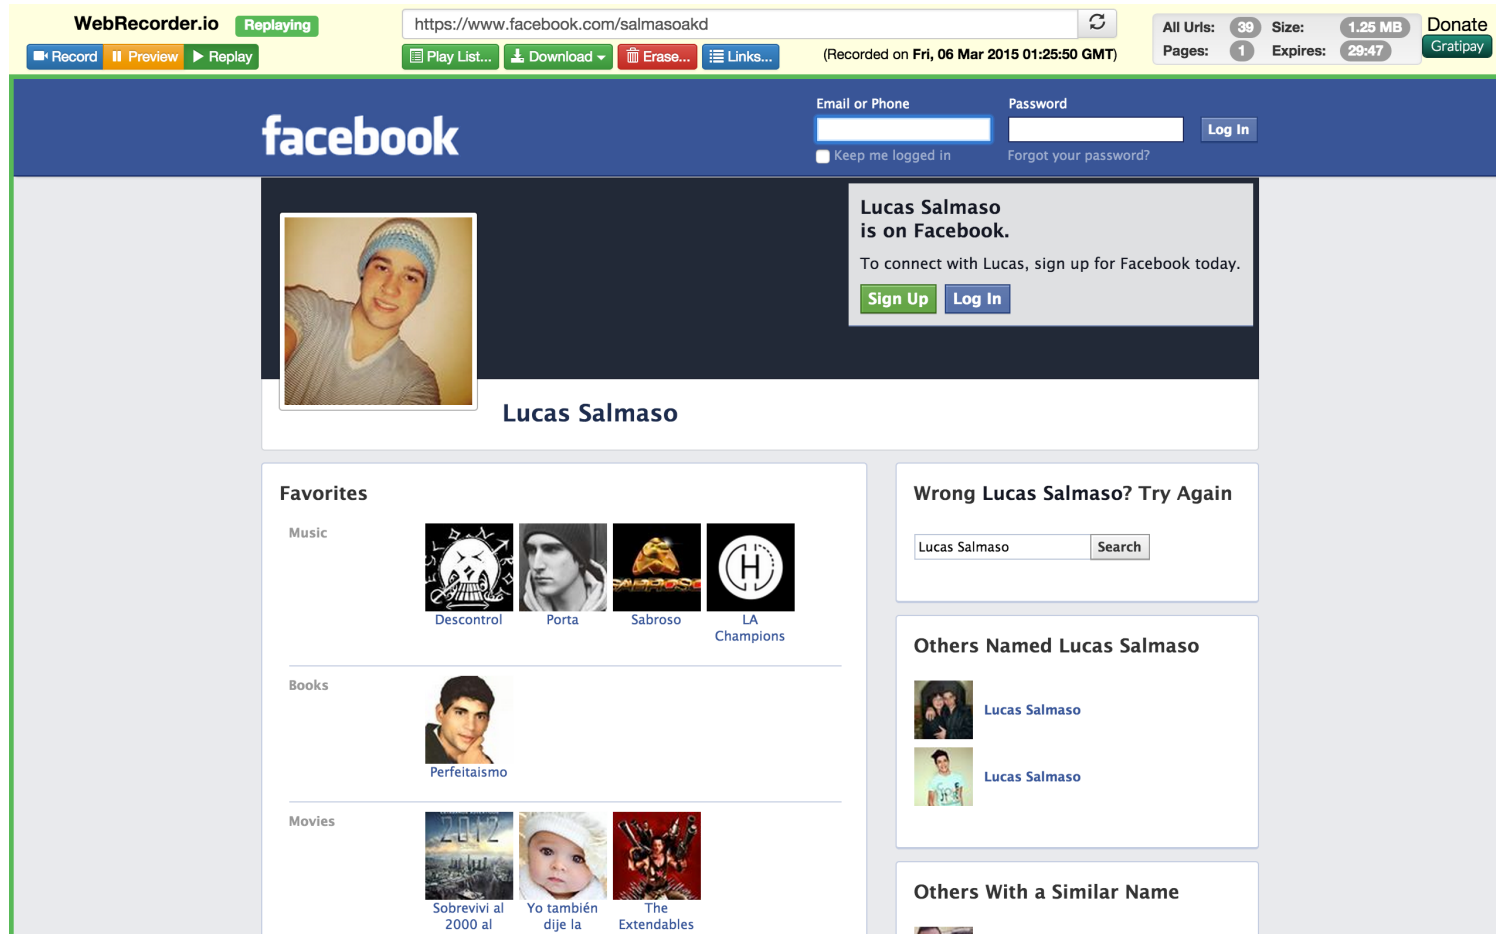 WebRecorder.io Replaying
https://www.facebook.com/salmasoakd
All Urls: 39 Size: 1.25 MB
Pages: 1 Expires: 29:47
Donate
Gratipay
Record Preview Replay
Play List... Download Erase... Links...
(Recorded on Fri, 06 Mar 2015 01:25:50 GMT)
facebook
Email or Phone Password
Log In
Keep me logged in Forgot your password?
Lucas Salmaso
is on Facebook.
To connect with Lucas, sign up for Facebook today.
Sign Up Log In
Lucas Salmaso
Favorites
Music
Descontrol Porta Sabroso LA
Champions
Books
Perfeitaismo
Movies
2012
Sobrevivi al Yo también The
2000 al dije la Extendables
Wrong Lucas Salmaso? Try Again
Lucas Salmaso Search
Others Named Lucas Salmaso
Lucas Salmaso
Lucas Salmaso
Others With a Similar Name